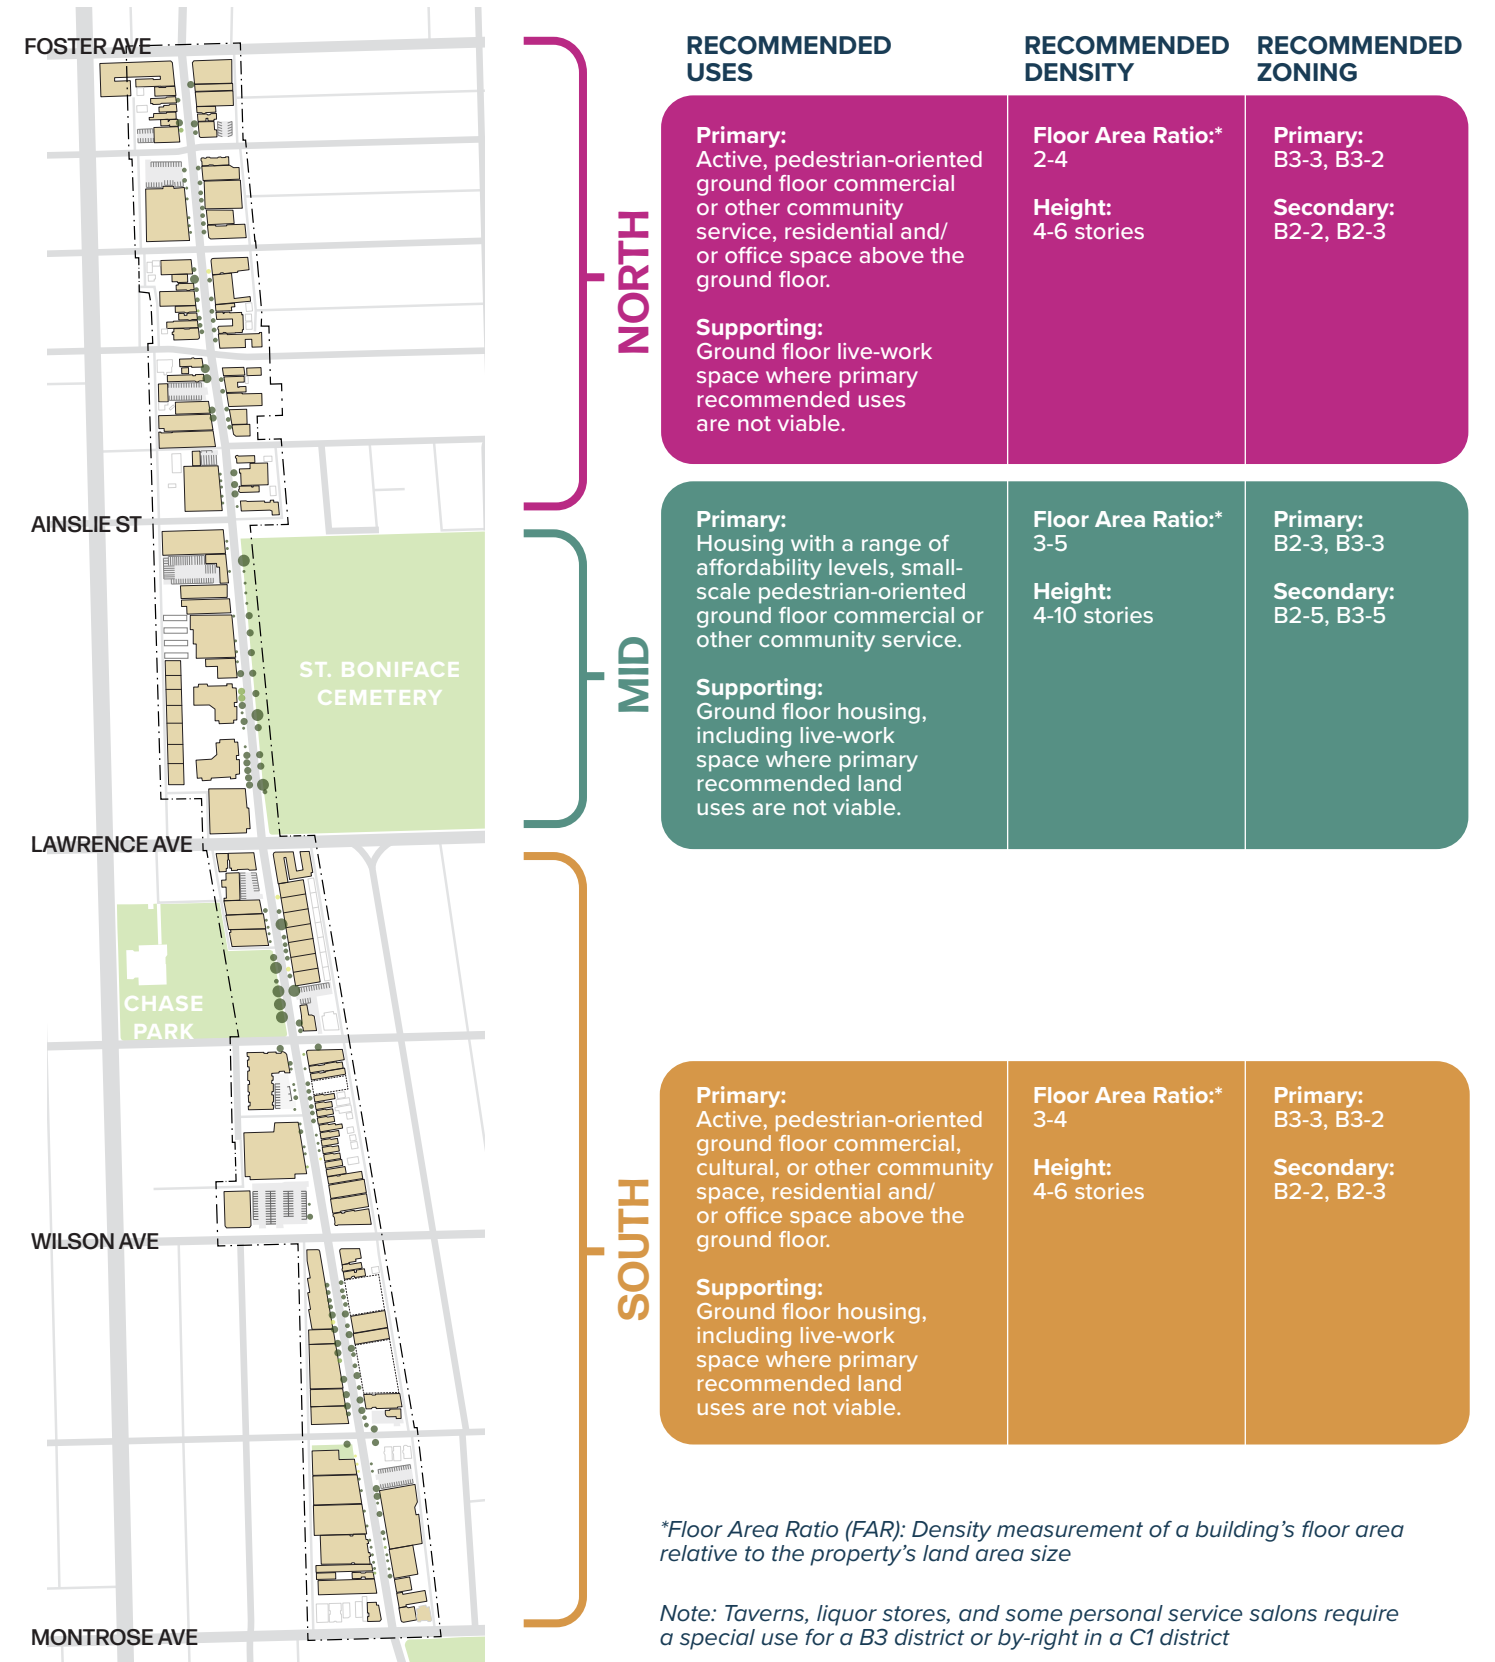 FOSTER AVE
AINSLIE ST
ST. BONIFACE
CEMETERY
LAWRENCE AVE
CHASE
PARK
WILSON AVE
MONTROSE AVE
RECOMMENDED
USES
RECOMMENDED
DENSITY
RECOMMENDED
ZONING
NORTH
Primary:
Active, pedestrian-oriented
ground floor commercial
or other community
service, residential and/
or office space above the
ground floor.
Supporting:
Ground floor live-work
space where primary
recommended uses
are not viable.
Floor Area Ratio:*
2-4
Height:
4-6 stories
Primary:
B3-3, B3-2
Secondary:
B2-2, B2-3
MID
Primary:
Housing with a range of
affordability levels, small-
scale pedestrian-oriented
ground floor commercial or
other community service.
Supporting:
Ground floor housing,
including live-work
space where primary
recommended land
uses are not viable.
Floor Area Ratio:*
3-5
Height:
4-10 stories
Primary:
B2-3, B3-3
Secondary:
B2-5, B3-5
SOUTH
Primary:
Active, pedestrian-oriented
ground floor commercial,
cultural, or other community
space, residential and/
or office space above the
ground floor.
Supporting:
Ground floor housing,
including live-work
space where primary
recommended land
uses are not viable.
Floor Area Ratio:*
3-4
Height:
4-6 stories
Primary:
B3-3, B3-2
Secondary:
B2-2, B2-3
*Floor Area Ratio (FAR): Density measurement of a building's floor area
relative to the property's land area size
Note: Taverns, liquor stores, and some personal service salons require
a special use for a B3 district or by-right in a C1 district